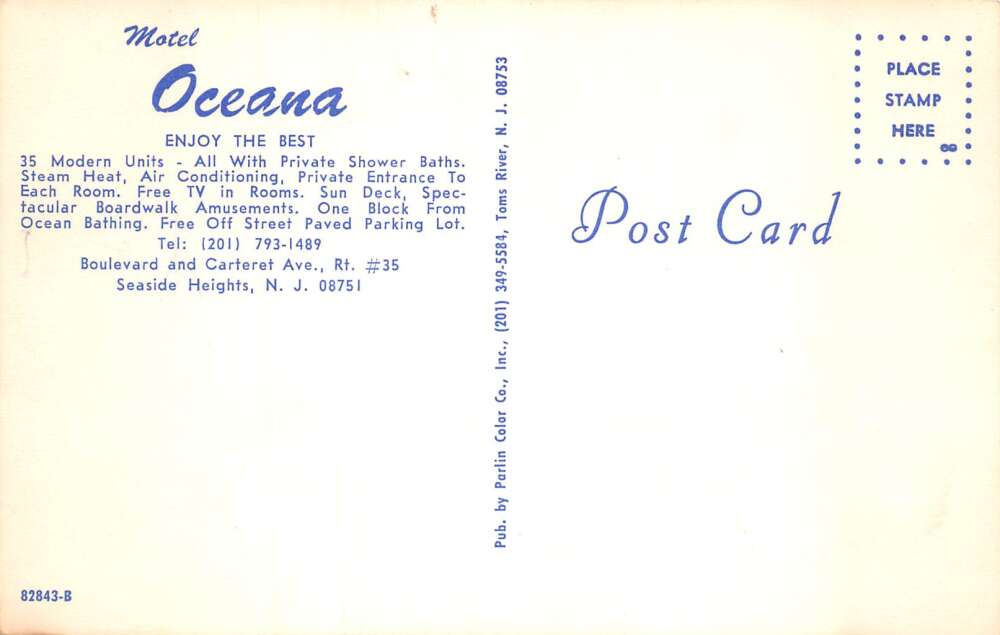 Motel
Oceana
ENJOY THE BEST
35 Modern Units - All With Private Shower Baths.
Steam Heat, Air Conditioning, Private Entrance To
Each Room. Free TV in Rooms. Sun Deck, Spec-
tacular Boardwalk Amusements. One Block From
Ocean Bathing. Free Off Street Paved Parking Lot.
Tel: (201) 793-1489
Boulevard and Carteret Ave., Rt. #35
Seaside Heights, N. J. 08751
82843-B
Pub. by Parlin Color Co., Inc., (201) 349-5584, Toms River, N. J. 08753
PLACE
STAMP
HERE
Post Card